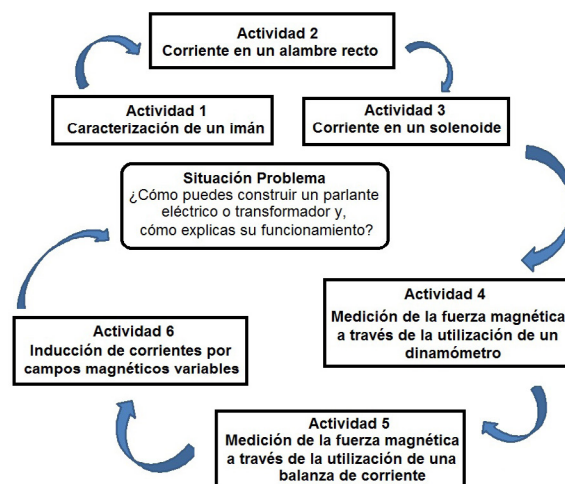 Actividad 2
Corriente en un alambre recto
Actividad 1
Caracterización de un imán
Actividad 3
Corriente en un solenoide
Situación Problema
¿Cómo puedes construir un parlante
eléctrico o transformador y,
cómo explicas su funcionamiento?
Actividad 4
Medición de la fuerza magnética
a través de la utilización de un
dinamómetro
Actividad 6
Inducción de corrientes por
campos magnéticos variables
Actividad 5
Medición de la fuerza magnética
a través de la utilización de una
balanza de corriente